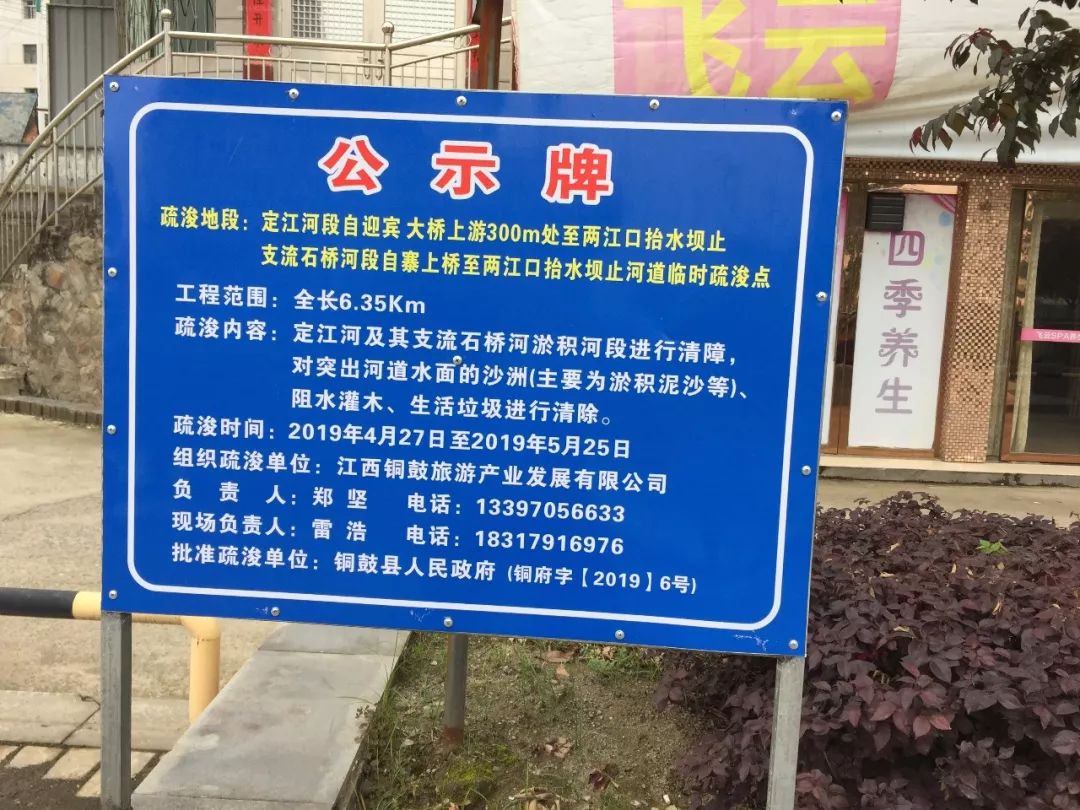 飞云
公示牌
疏浚地段：定江河段自迎宾 大桥上游300m处至两江口抬水坝止
支流石桥河段自寨上桥至两江口抬水坝止河道临时疏浚点
工程范围：全长6.35Km
疏浚内容：定江河及其支流石桥河淤积河段进行清障，
对突出河道水面的沙洲(主要为淤积泥沙等)、
阻水灌木、生活垃圾进行清除。
疏浚时间：2019年4月27日至2019年5月25日
组织疏浚单位：江西铜鼓旅游产业发展有限公司
负 责 人：郑 坚 电话：13397056633
现场负责人：雷 浩 电话：18317916976
批准疏浚单位：铜鼓县人民政府（铜府字【2019】6号)
四季养生
飞云SPA